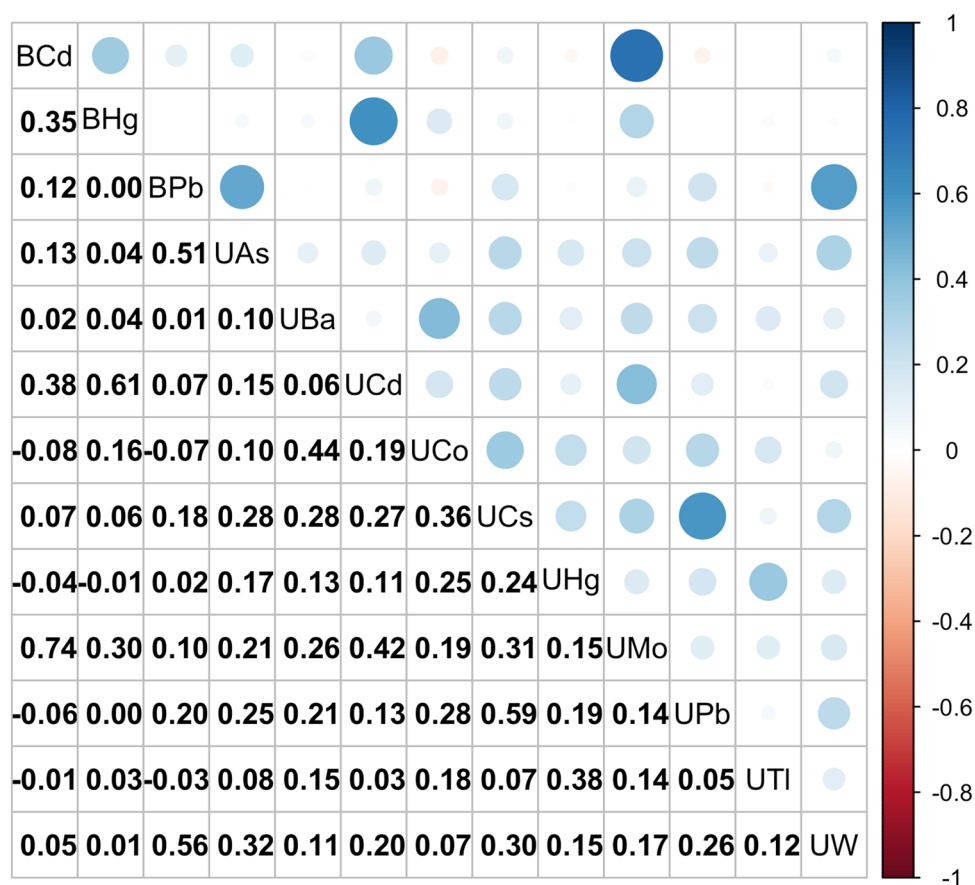 BCd
0.35 BHg
0.12 0.00 BPb
0.13 0.04 0.51 UAs
0.02 0.04 0.01 0.10 UBa
0.38 0.61 0.07 0.15 0.06 UCd
-0.08 0.16 -0.07 0.10 0.44 0.19 UCo
0.07 0.06 0.18 0.28 0.28 0.27 0.36 UCs
-0.04 -0.01 0.02 0.17 0.13 0.11 0.25 0.24 UHg
0.74 0.30 0.10 0.21 0.26 0.42 0.19 0.31 0.15 UMo
-0.06 0.00 0.20 0.25 0.21 0.13 0.28 0.59 0.19 0.14 UPb
-0.01 0.03 -0.03 0.08 0.15 0.03 0.18 0.07 0.38 0.14 0.05 UTl
0.05 0.01 0.56 0.32 0.11 0.20 0.07 0.30 0.15 0.17 0.26 0.12 UW
1
0.8
0.6
0.4
0.2
0
-0.2
-0.4
-0.6
-0.8
-1